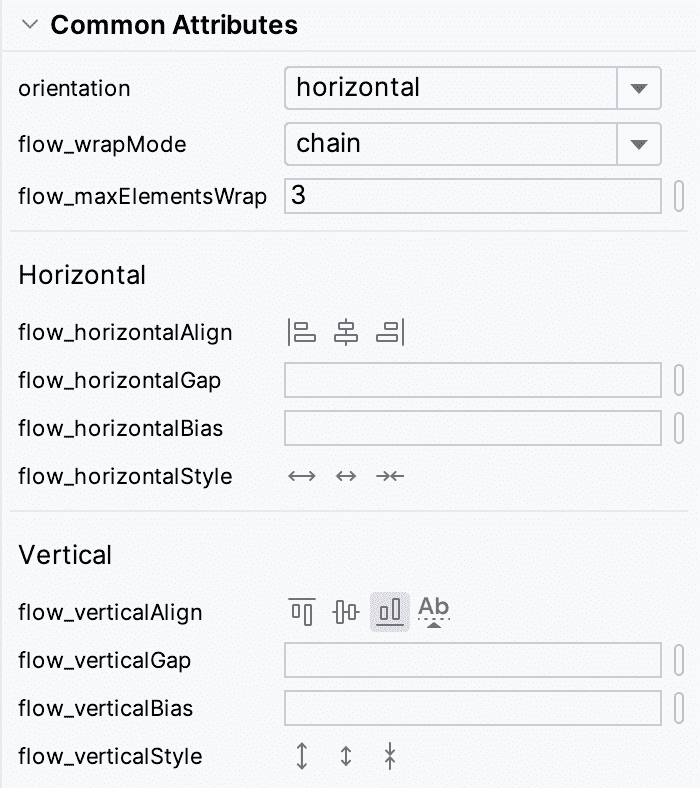 Common Attributes
orientation horizontal
flow_wrapMode chain
flow_maxElementsWrap 3
Horizontal
flow_horizontalAlign
flow_horizontalGap
flow_horizontalBias
flow_horizontalStyle
Vertical
flow_verticalAlign Ab
flow_verticalGap
flow_verticalBias
flow_verticalStyle